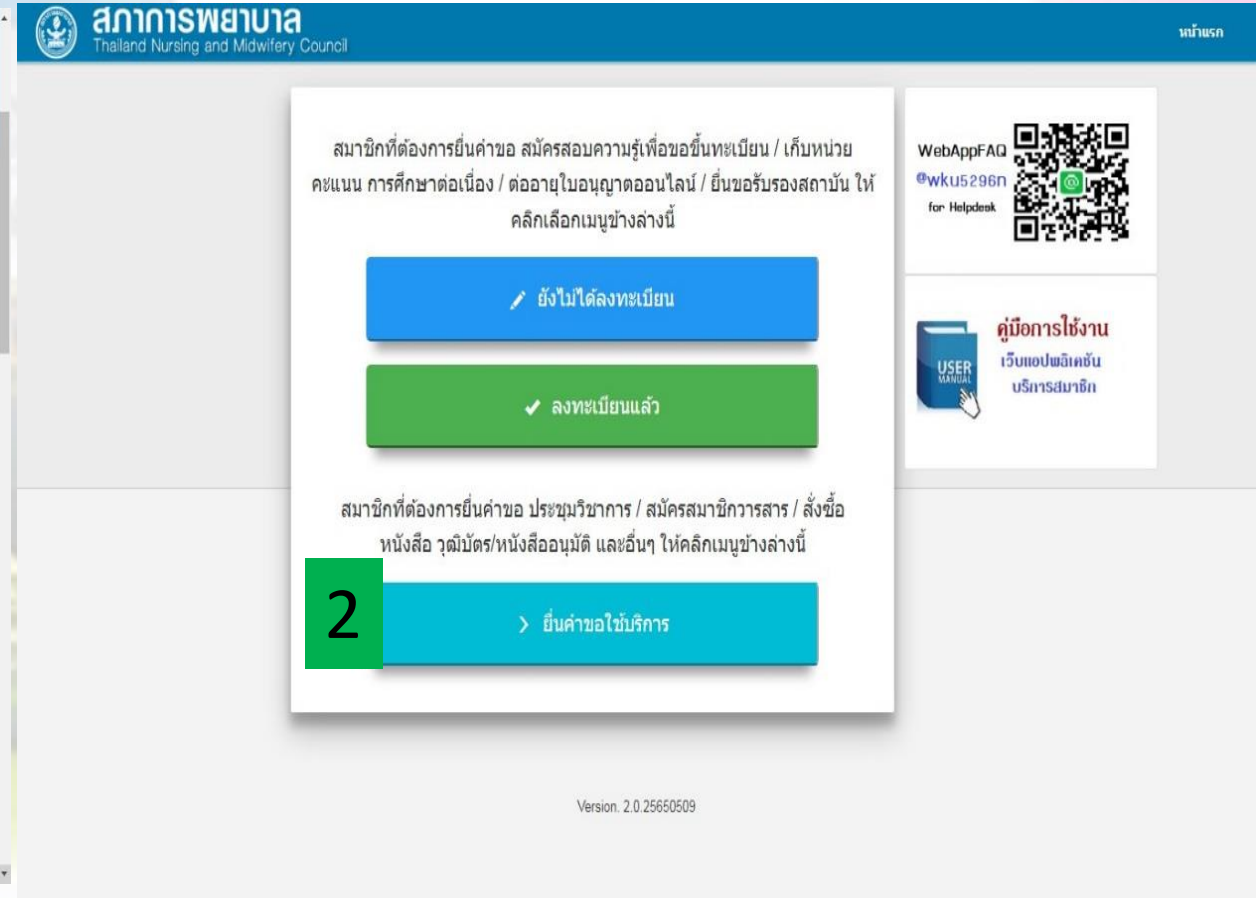 สภาการพยาบาล
Thailand Nursing and Midwifery Council
หน้าแรก
สมาชิกที่ต้องการยื่นคำขอ สมัครสอบความรู้เพื่อขอขึ้นทะเบียน / เก็บหน่วย
คะแนน การศึกษาต่อเนื่อง / ต่ออายุใบอนุญาตออนไลน์ / ยื่นขอรับรองสถาบัน ให้
คลิกเลือกเมนูข้างล่างนี้
ยังไม่ได้ลงทะเบียน
ลงทะเบียนแล้ว
สมาชิกที่ต้องการยื่นคำขอ ประชุมวิชาการ / สมัครสมาชิกวารสาร / สั่งซื้อ
หนังสือ วุฒิบัตร/หนังสืออนุมัติ และอื่นๆ ให้คลิกเมนูข้างล่างนี้
2
ยื่นคำขอใช้บริการ
WebAppFAQ
@wku5296n
for Helpdesk
คู่มือการใช้งาน
เว็บแอปพลิเคชัน
บริการสมาชิก
USER
MANUAL
Version. 2.0.25650509